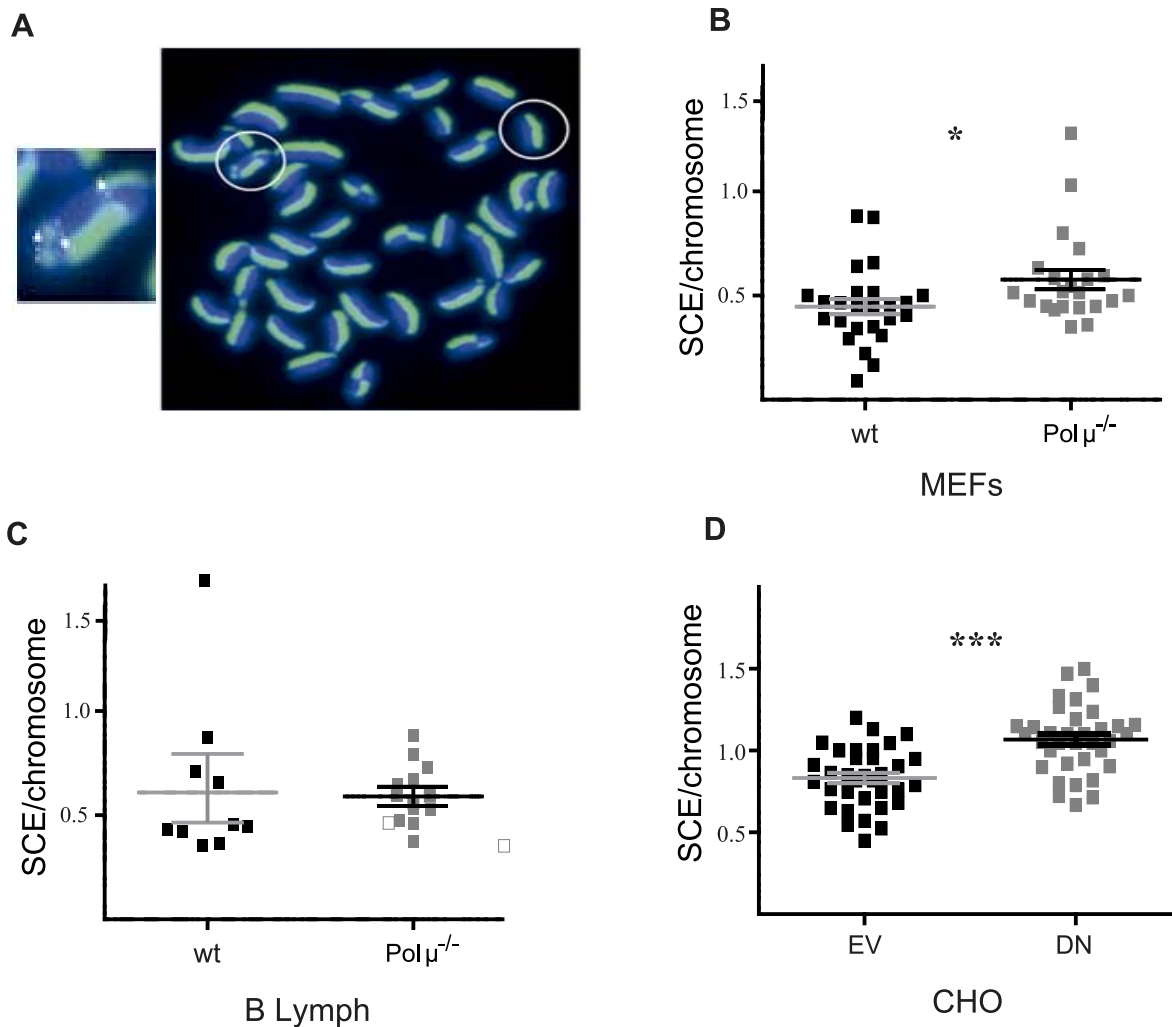 A
B
SCE/chromosome
1.5
1.0
0.5
*
wt
Pol μ⁻/⁻
MEFs
C
SCE/chromosome
1.5
1.0
0.5
wt
Pol μ⁻/⁻
B Lymph
D
SCE/chromosome
1.5
1.0
0.5
***
EV
DN
CHO